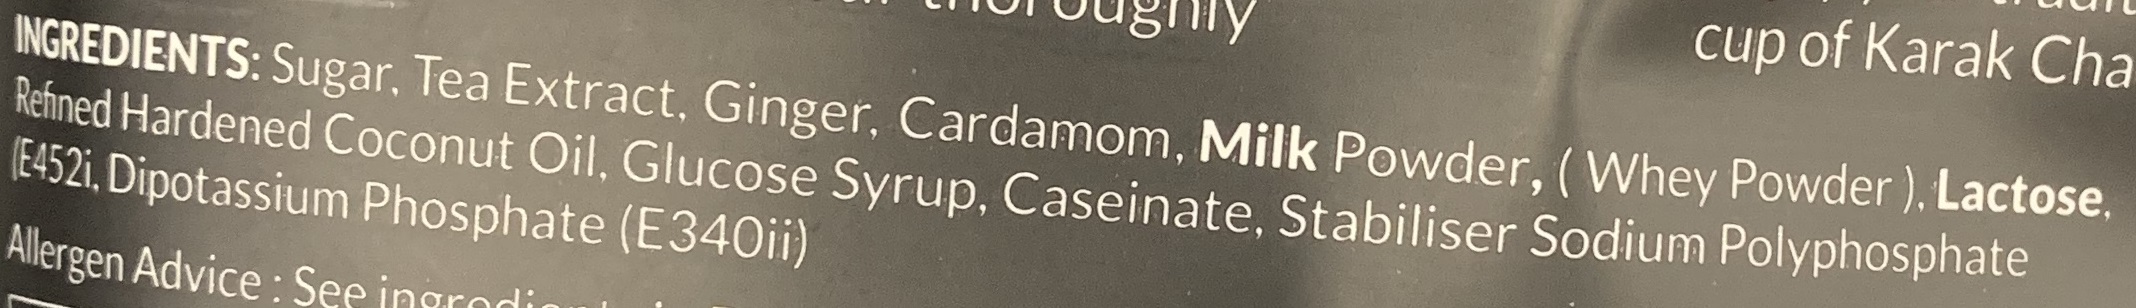 thoroughly
cup of Karak Cha
INGREDIENTS: Sugar, Tea Extract, Ginger, Cardamom, Milk Powder, ( Whey Powder ), Lactose,
Refined Hardened Coconut Oil, Glucose Syrup, Caseinate, Stabiliser Sodium Polyphosphate
(E452i, Dipotassium Phosphate (E340ii)
Allergen Advice : See